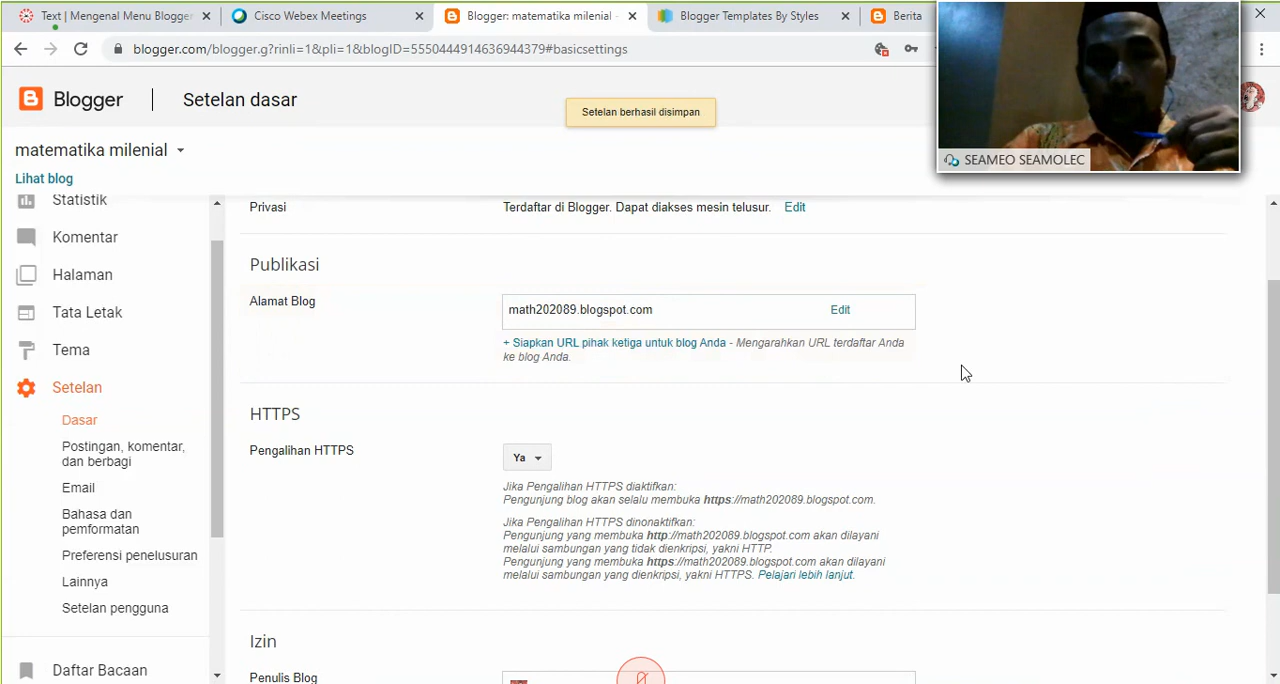 Text | Mengenal Menu Blogger
Cisco Webex Meetings
Blogger: matematika milenial -
Blogger Templates By Styles
Berita
blogger.com/blogger.g?rinli=1&pli=1&blogID=5550444914636944379#basicsettings
Blogger
Setelan dasar
Setelan berhasil disimpan
SEAMEO SEAMOLEC
matematika milenial
Lihat blog
Statistik
Komentar
Halaman
Tata Letak
Tema
Setelan
Dasar
Postingan, komentar,
dan berbagi
Email
Bahasa dan
pemformatan
Preferensi penelusuran
Lainnya
Setelan pengguna
Daftar Bacaan
Privasi
Terdaftar di Blogger. Dapat diakses mesin telusur. Edit
Publikasi
Alamat Blog
math202089.blogspot.com Edit
+ Siapkan URL pihak ketiga untuk blog Anda - Mengarahkan URL terdaftar Anda
ke blog Anda.
HTTPS
Pengalihan HTTPS
Ya
Jika Pengalihan HTTPS diaktifkan:
Pengunjung blog akan selalu membuka https://math202089.blogspot.com.
Jika Pengalihan HTTPS dinonaktifkan:
Pengunjung yang membuka http://math202089.blogspot.com akan dilayani
melalui sambungan yang tidak dienkripsi, yakni HTTP.
Pengunjung yang membuka https://math202089.blogspot.com akan dilayani
melalui sambungan yang dienkripsi, yakni HTTPS. Pelajari lebih lanjut.
Izin
Penulis Blog